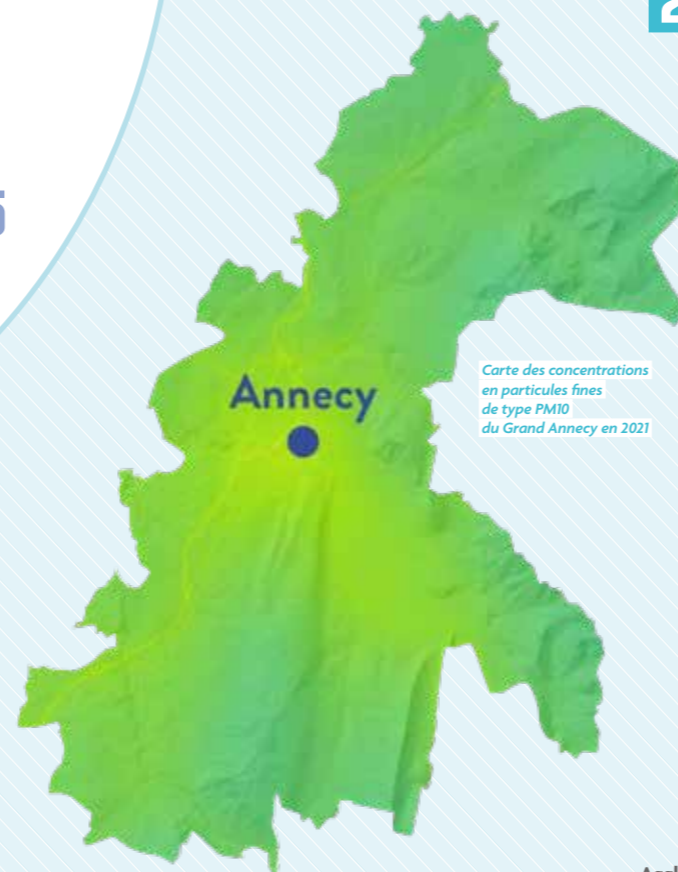 Annecy
Carte des concentrations
en particules fines
de type PM10
du Grand Annecy en 2021